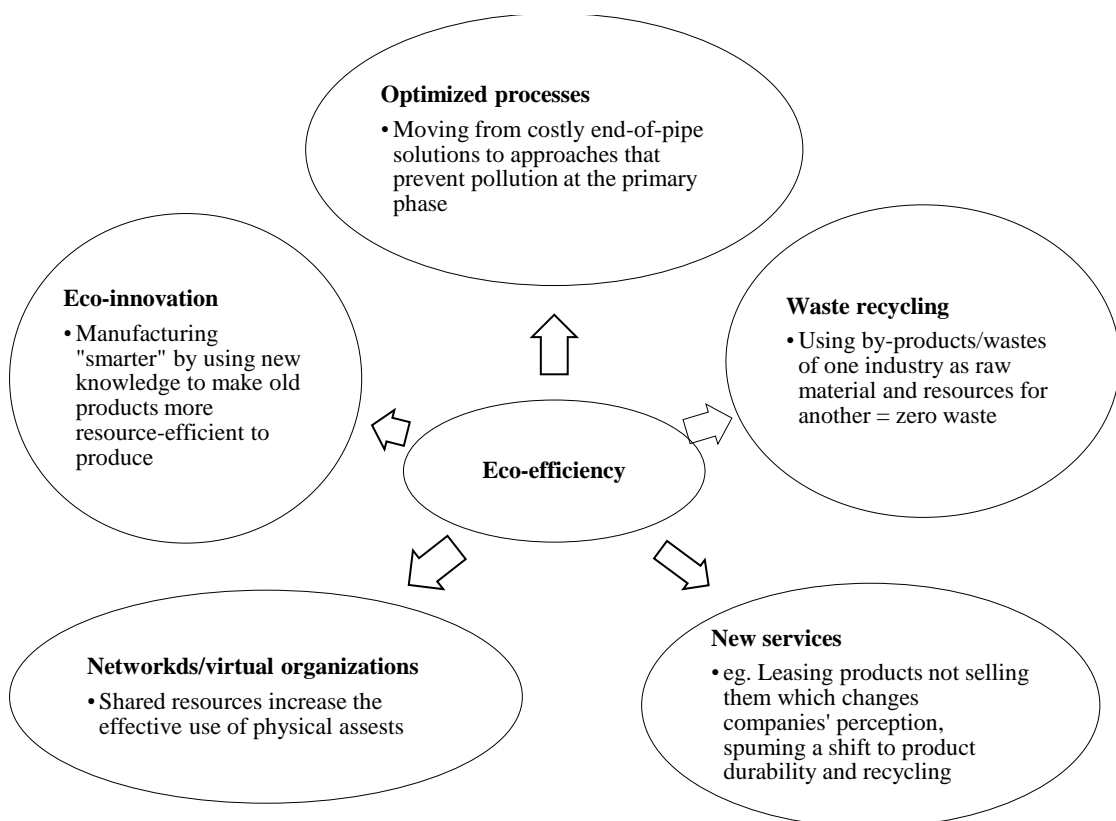 Optimized processes
• Moving from costly end-of-pipe
solutions to approaches that
prevent pollution at the primary
phase
Eco-innovation
• Manufacturing
"smarter" by using new
knowledge to make old
products more
resource-efficient to
produce
Waste recycling
• Using by-products/wastes
of one industry as raw
material and resources for
another = zero waste
Eco-efficiency
Networkds/virtual organizations
• Shared resources increase the
effective use of physical assests
New services
• eg. Leasing products not selling
them which changes
companies' perception,
spuming a shift to product
durability and recycling